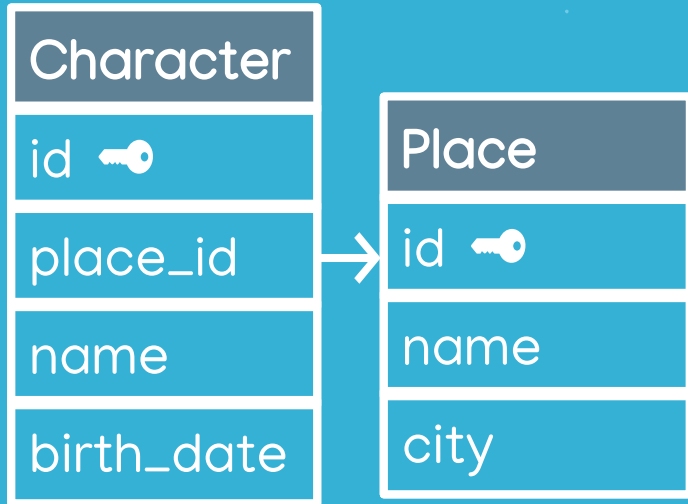 Character
id
place_id
name
birth_date
Place
id
name
city